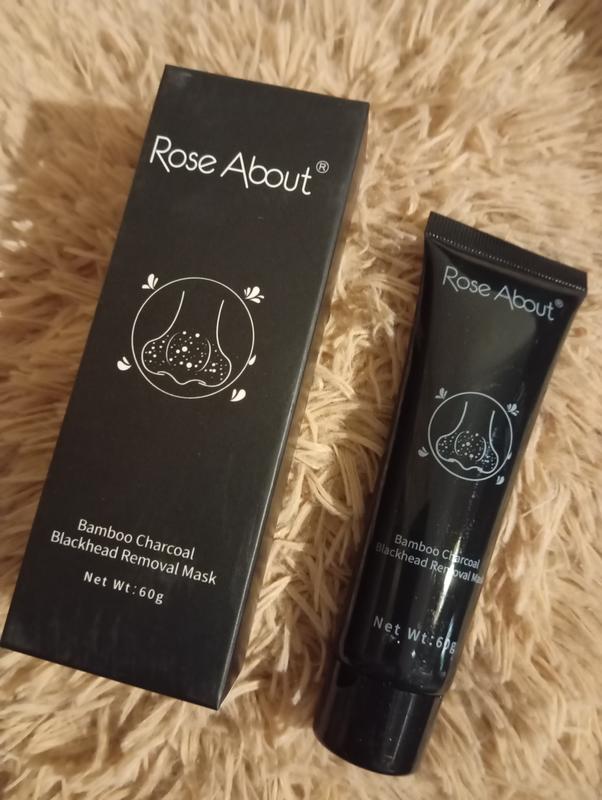 Rose About®
Bamboo Charcoal
Blackhead Removal Mask
Net Wt:60g
Rose About®
Bamboo Charcoal
Blackhead Removal Mask
Net Wt:60g